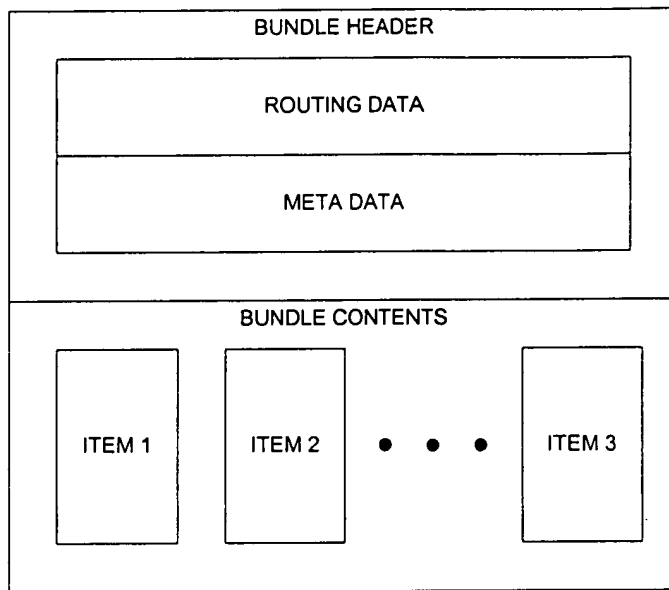 BUNDLE HEADER
ROUTING DATA
META DATA
BUNDLE CONTENTS
ITEM 1
ITEM 2
ITEM 3